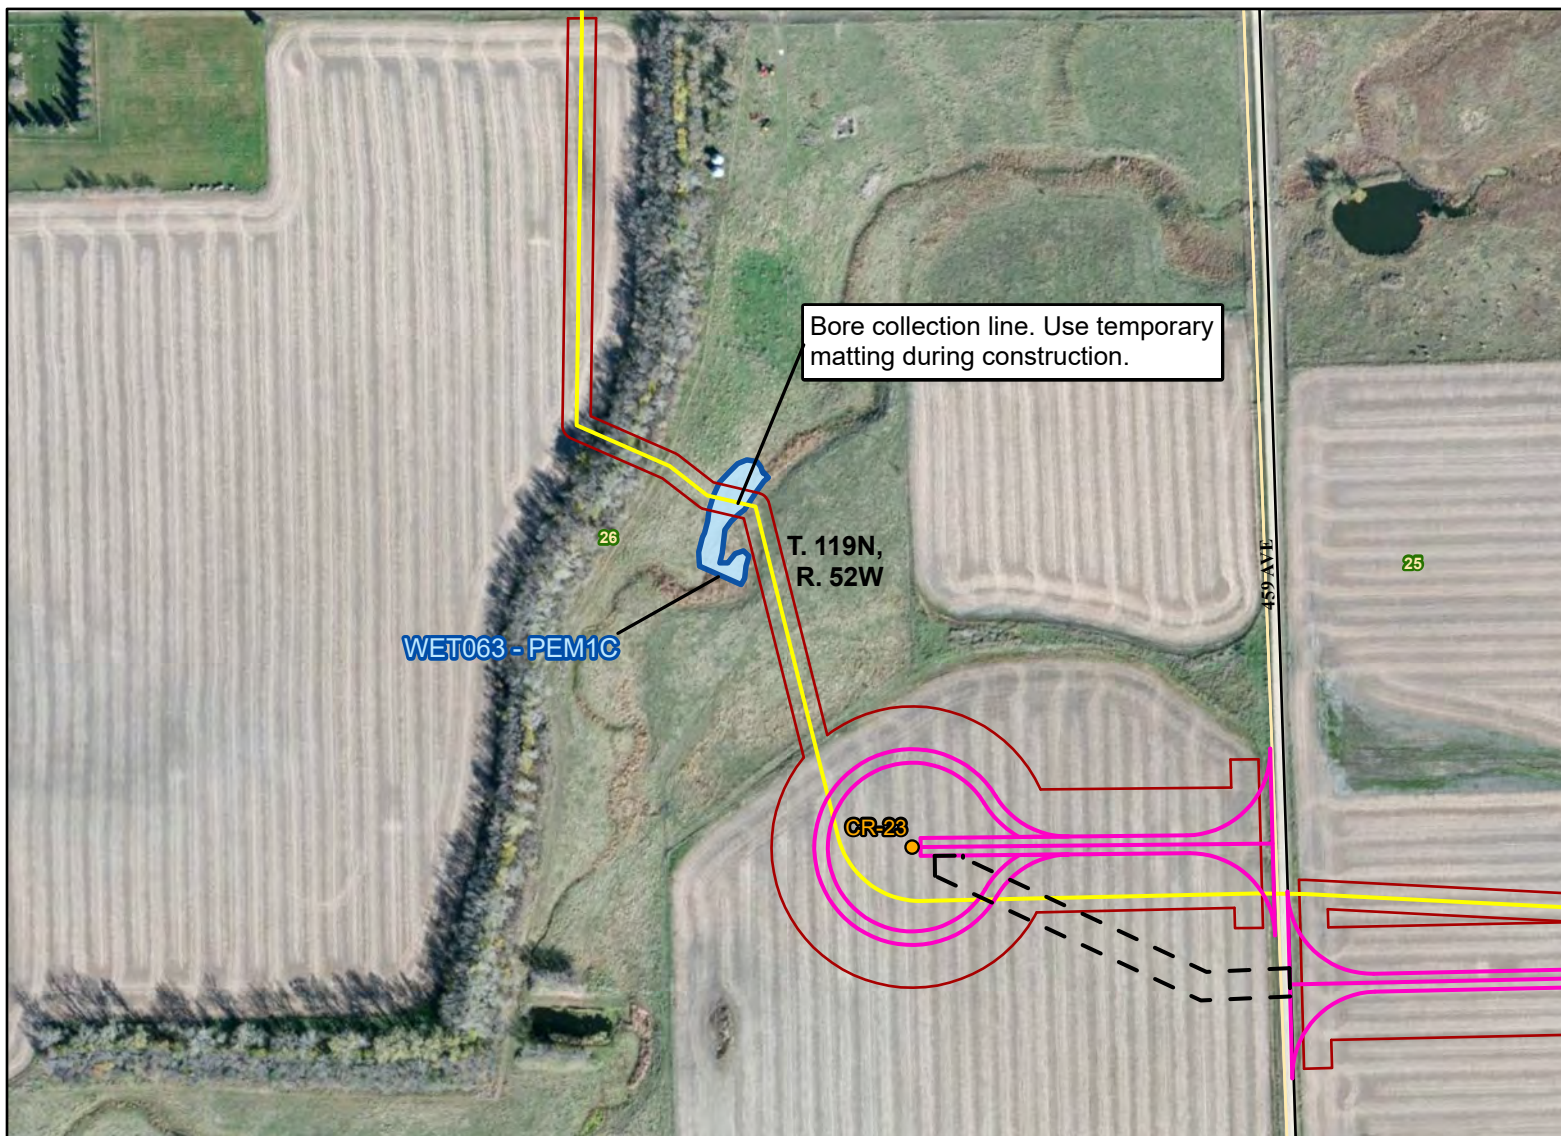 Bore collection line. Use temporary
matting during construction.
26
T. 119N,
R. 52W
459 AVE
25
WET063 - PEM1C
CR-23